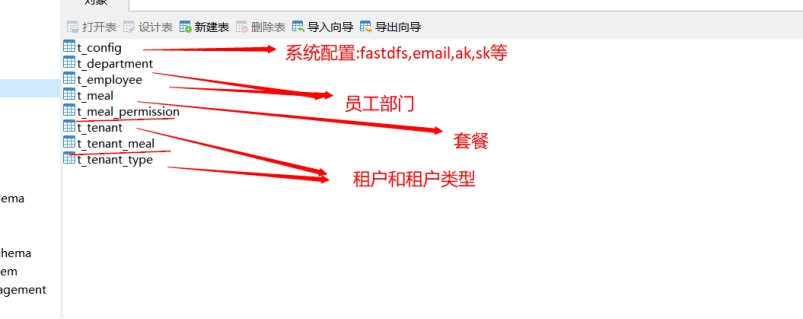 对象
打开表 设计表 新建表 删除表 导入向导 导出向导
t_config
系统配置:fastdfs,email,ak,sk等
t_department
t_employee
t_meal
员工部门
t_meal_permission
t_tenant
套餐
t_tenant_meal
t_tenant_type
租户和租户类型
ema
hema
em
agement